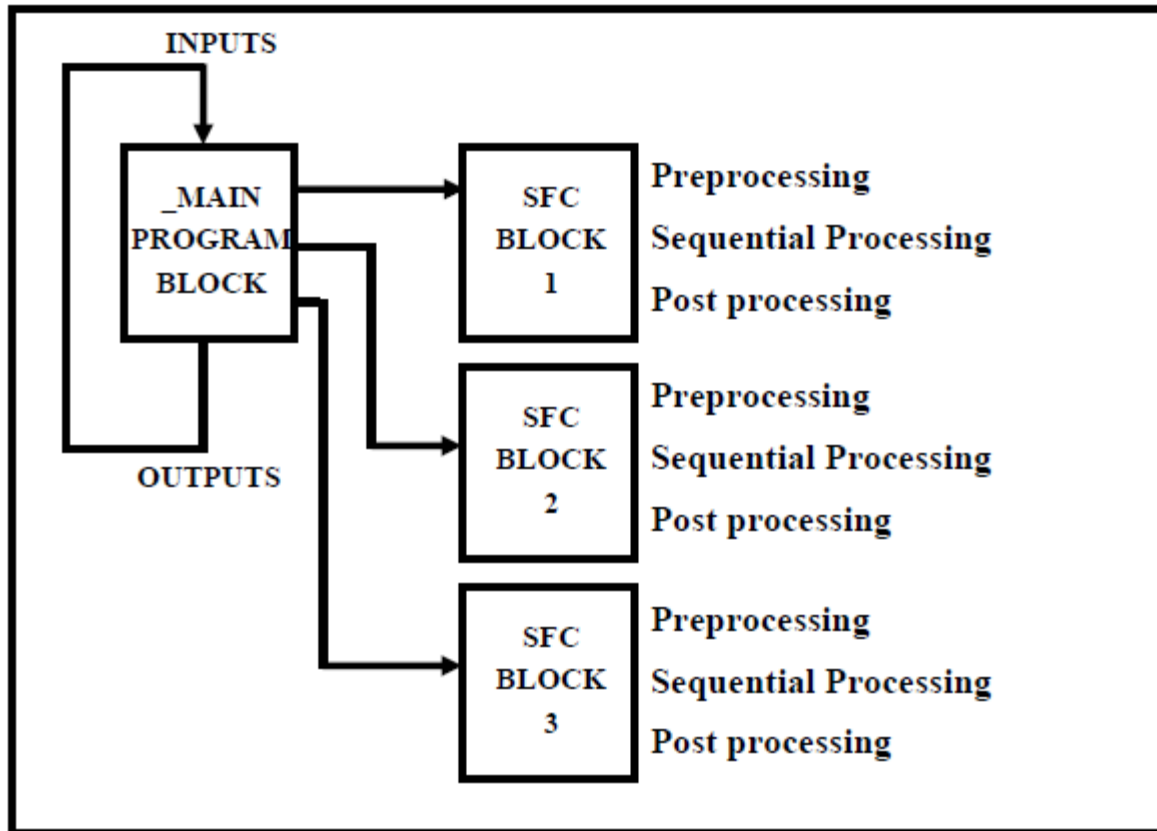 INPUTS
_MAIN
PROGRAM
BLOCK
OUTPUTS
SFC
BLOCK
1
Preprocessing
Sequential Processing
Post processing
SFC
BLOCK
2
Preprocessing
Sequential Processing
Post processing
SFC
BLOCK
3
Preprocessing
Sequential Processing
Post processing